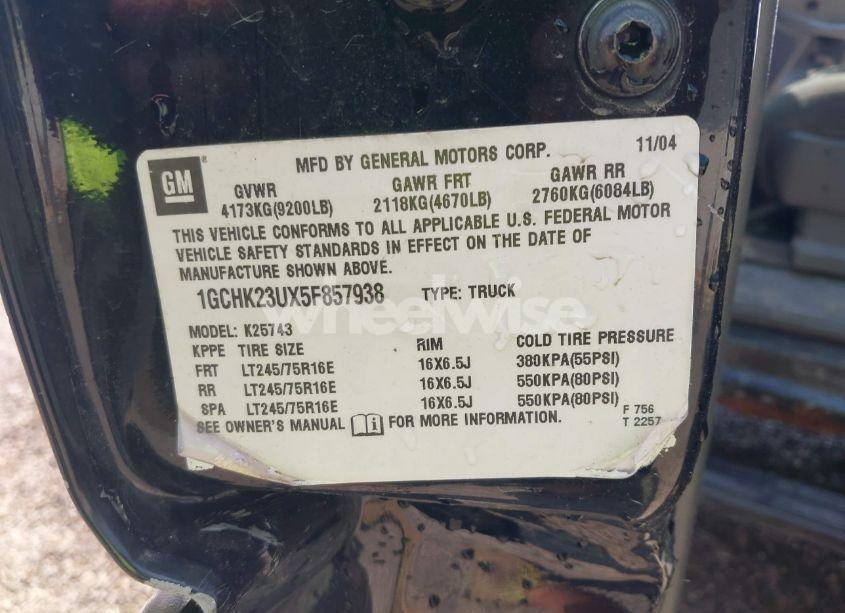 GM
MFD BY GENERAL MOTORS CORP. 11/04
GVWR GAWR FRT GAWR RR
4173KG(9200LB) 2118KG(4670LB) 2760KG(6084LB)
THIS VEHICLE CONFORMS TO ALL APPLICABLE U.S. FEDERAL MOTOR
VEHICLE SAFETY STANDARDS IN EFFECT ON THE DATE OF
MANUFACTURE SHOWN ABOVE.
1GCHK23UX5F857938 TYPE: TRUCK
wheelwise
MODEL: K25743
KPPE TIRE SIZE RIM COLD TIRE PRESSURE
FRT LT245/75R16E 16X6.5J 380KPA(55PSI)
RR LT245/75R16E 16X6.5J 550KPA(80PSI)
SPA LT245/75R16E 16X6.5J 550KPA(80PSI)
SEE OWNER'S MANUAL FOR MORE INFORMATION.
F 756
T 2257